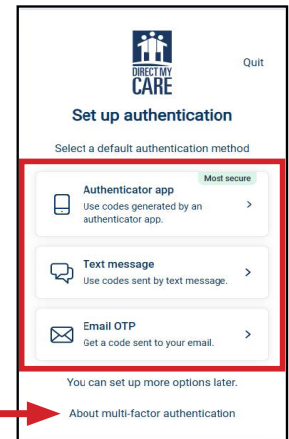 DIRECT MY
CARE
Quit
Set up authentication
Select a default authentication method
Most secure
Authenticator app
Use codes generated by an
authenticator app.
Text message
Use codes sent by text message.
Email OTP
Get a code sent to your email.
You can set up more options later.
About multi-factor authentication